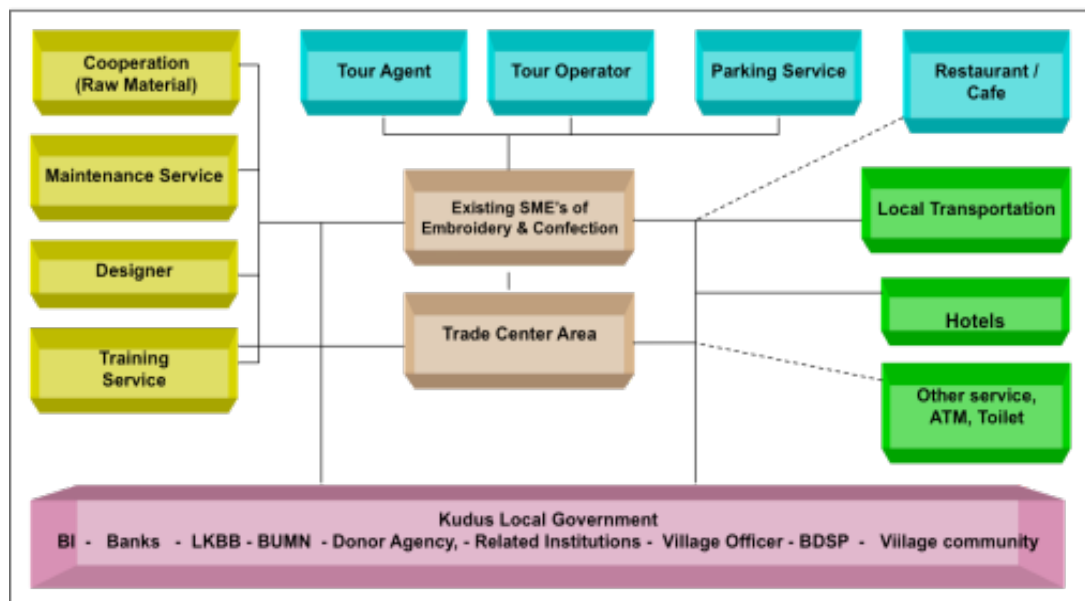 Cooperation
(Raw Material)
Tour Agent
Tour Operator
Parking Service
Restaurant /
Cafe
Maintenance Service
Existing SME's of
Embroidery & Confection
Local Transportation
Designer
Trade Center Area
Hotels
Training
Service
Other service,
ATM, Toilet
Kudus Local Government
BI - Banks - LKBB - BUMN - Donor Agency, - Related Institutions - Village Officer - BDSP - Viilage community